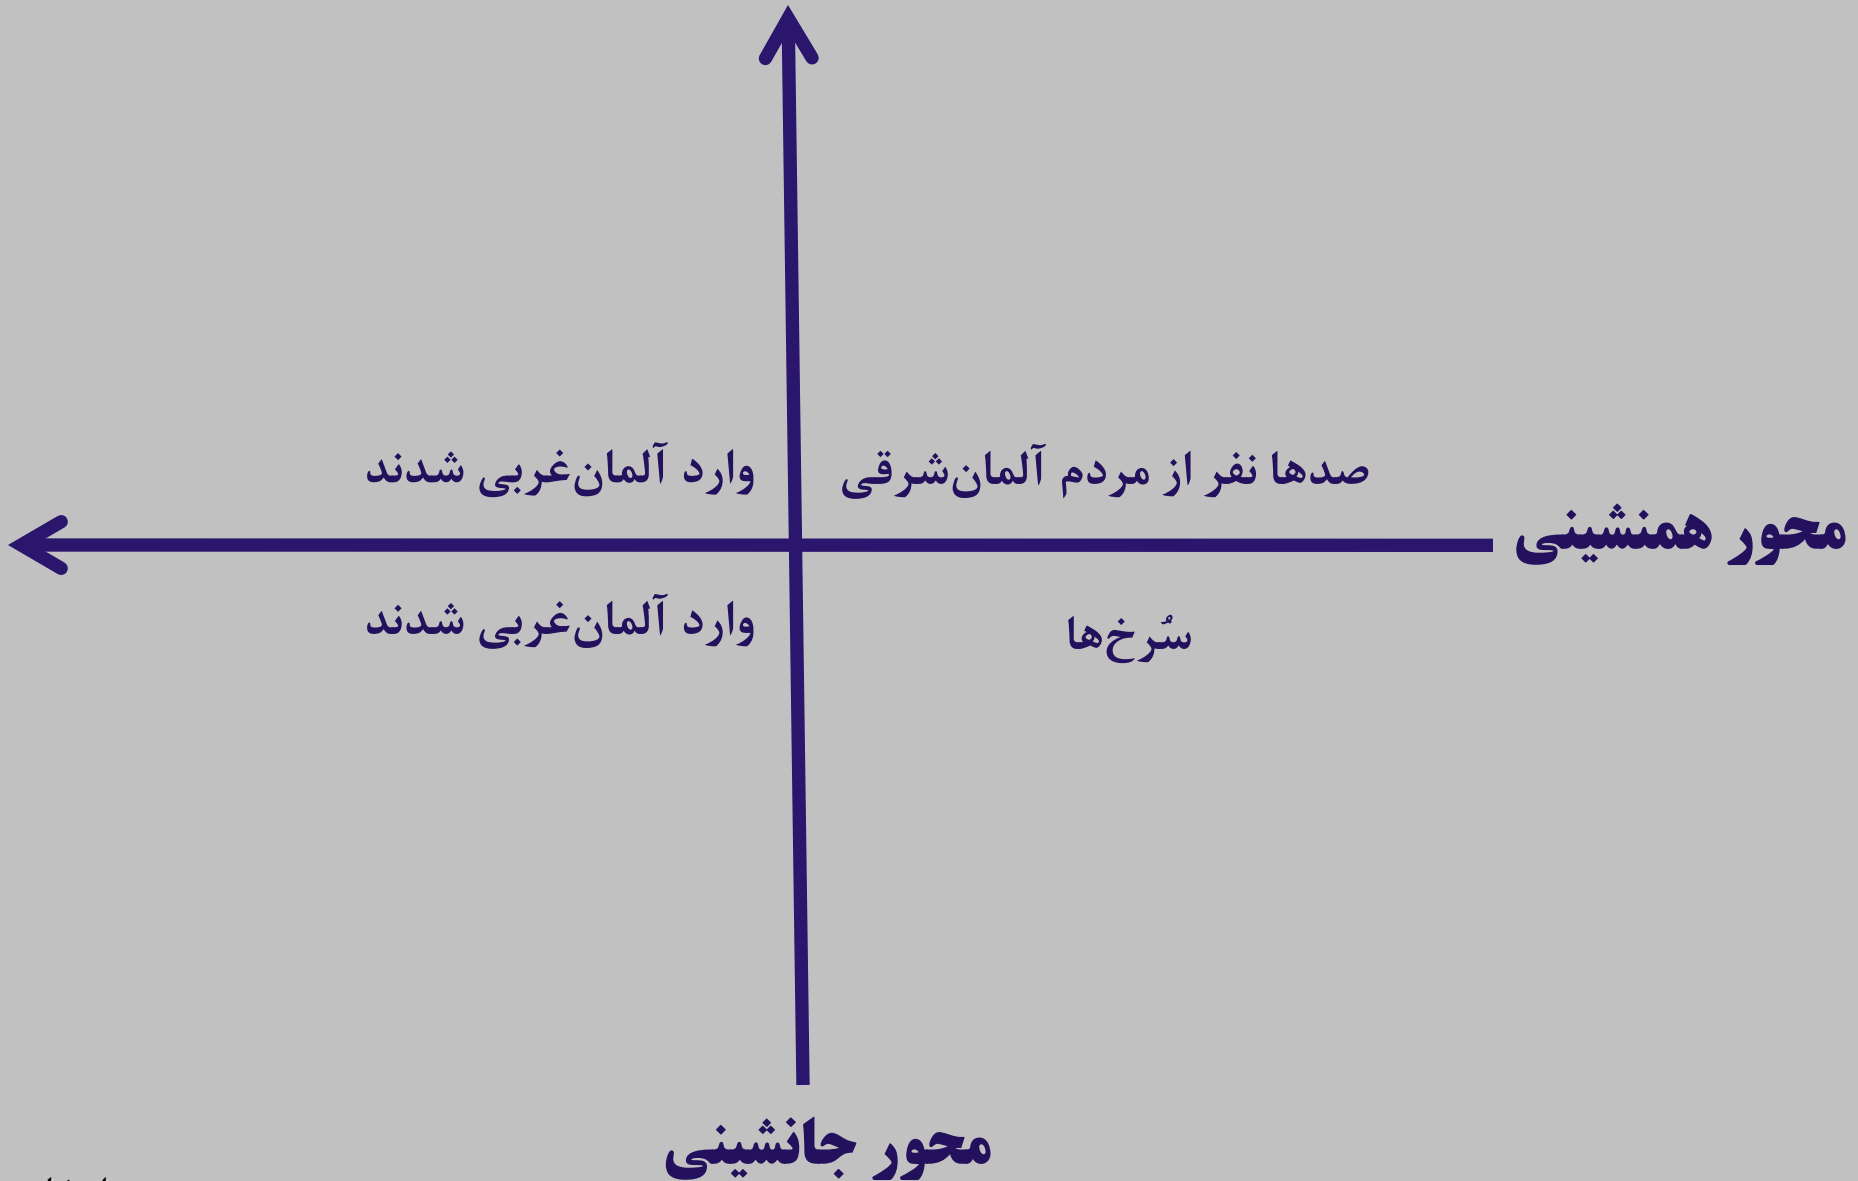 صدها نفر از مردم آلمان‌شرقی
وارد آلمان‌غربی شدند
محور همنشینی
سُرخ‌ها
وارد آلمان‌غربی شدند
محور جانشینی